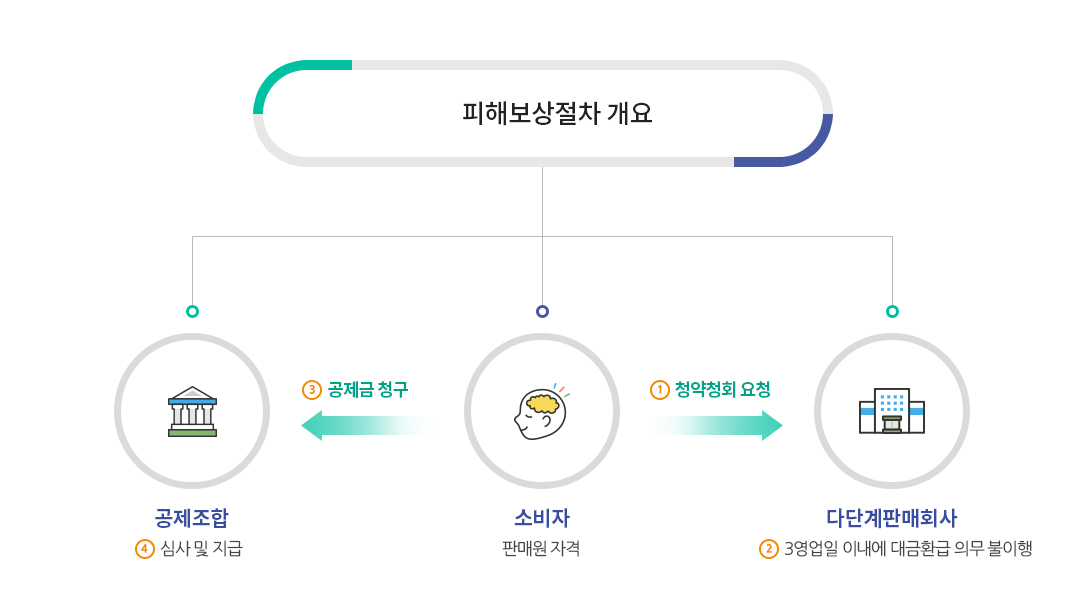 피해보상절차 개요
③ 공제금 청구
① 청약청회 요청
공제조합
④ 심사 및 지급
소비자
판매원 자격
다단계판매회사
② 3영업일 이내에 대금환급 의무 불이행